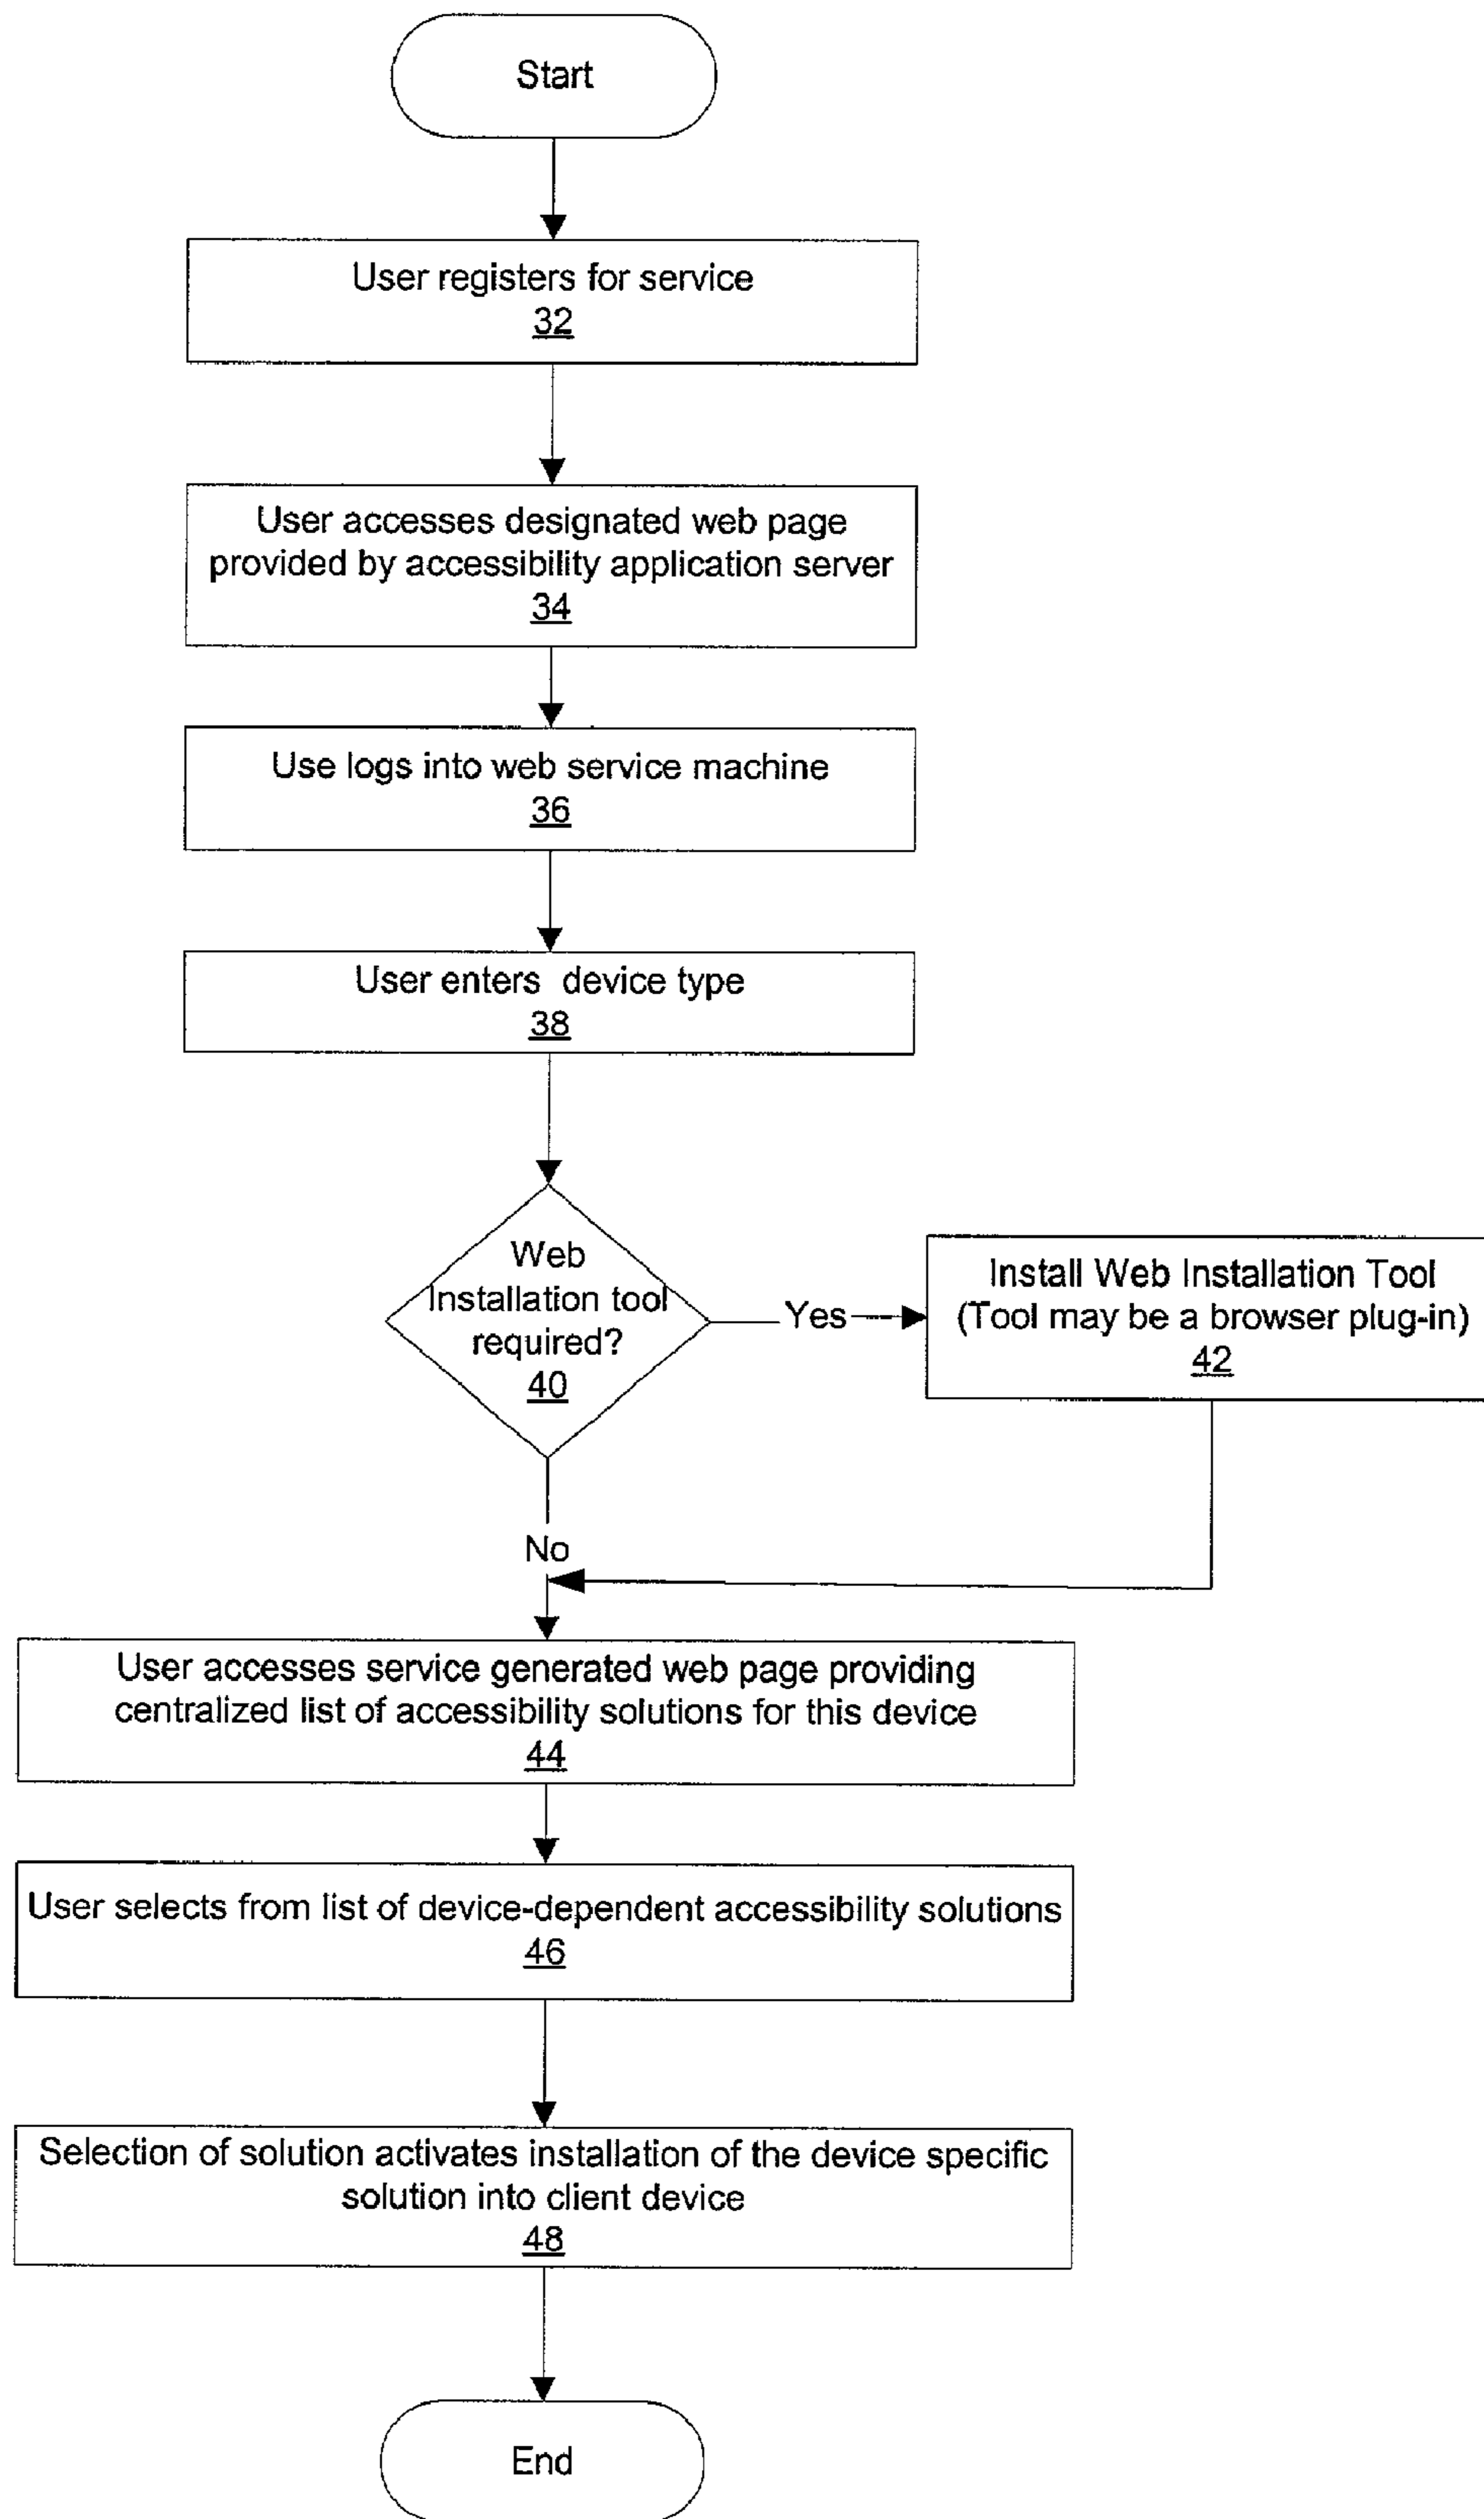 Start
User registers for service
32
User accesses designated web page
provided by accessibility application server
34
Use logs into web service machine
36
User enters device type
38
Web
Installation tool
required?
40
Yes
Install Web Installation Tool
(Tool may be a browser plug-in)
42
No
User accesses service generated web page providing
centralized list of accessibility solutions for this device
44
User selects from list of device-dependent accessibility solutions
46
Selection of solution activates installation of the device specific
solution into client device
48
End